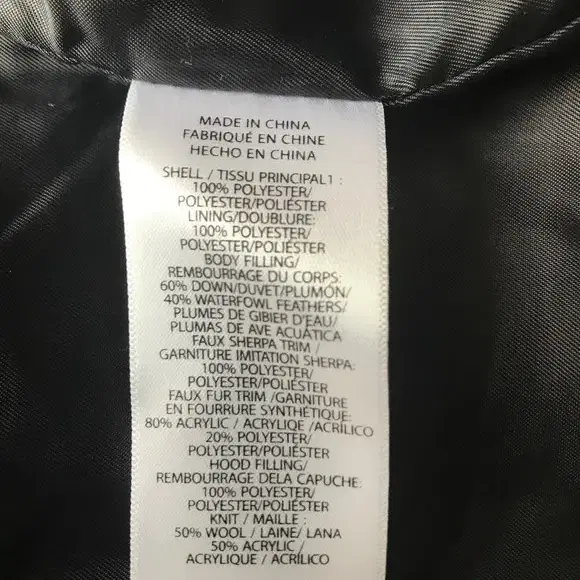 MADE IN CHINA
FABRIQUÉ EN CHINE
HECHO EN CHINA
SHELL / TISSU PRINCIPAL1 :
100% POLYESTER/
POLYESTER/POLIÉSTER
LINING/DOUBLURE:
100% POLYESTER/
POLYESTER/POLIÉSTER
BODY FILLING/
REMBOURRAGE DU CORPS:
60% DOWN/DUVET/PLUMÓN/
40% WATERFOWL FEATHERS/
PLUMES DE GIBIER D'EAU/
PLUMAS DE AVE ACUÁTICA
FAUX SHERPA TRIM /
GARNITURE IMITATION SHERPA:
100% POLYESTER/
POLYESTER/POLIÉSTER
FAUX FUR TRIM /GARNITURE
EN FOURRURE SYNTHÉTIQUE:
80% ACRYLIC / ACRYLIQE /ACRÍLICO
20% POLYESTER/
POLYESTER/POLIÉSTER
HOOD FILLING/
REMBOURRAGE DELA CAPUCHE:
100% POLYESTER/
POLYESTER/POLIÉSTER
KNIT / MAILLE :
50% WOOL / LAINE/ LANA
50% ACRYLIC /
ACRYLIQUE / ACRÍLICO